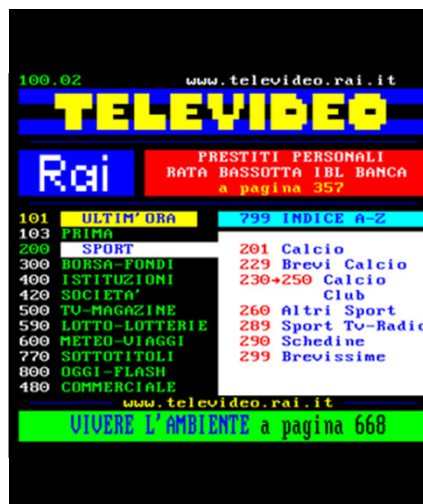 100.02 www.televideo.rai.it
TELEVIDEO
Rai
PRESTITI PERSONALI
RATA BASSOTTA IBL BANCA
a pagina 357
101 ULTIM'ORA
103 PRIMA
200 SPORT
300 BORSA-FONDI
400 ISTITUZIONI
420 SOCIETA'
500 TV-MAGAZINE
590 LOTTO-LOTTERIE
600 METEO-VIAGGI
770 SOTTOTITOLI
800 OGGI-FLASH
480 COMMERCIALE
799 INDICE A-Z
201 Calcio
229 Brevi Calcio
230→250 Calcio
Club
260 Altri Sport
289 Sport Tv-Radio
290 Schedine
299 Brevissime
www.televideo.rai.it
VIVERE L'AMBIENTE a pagina 668